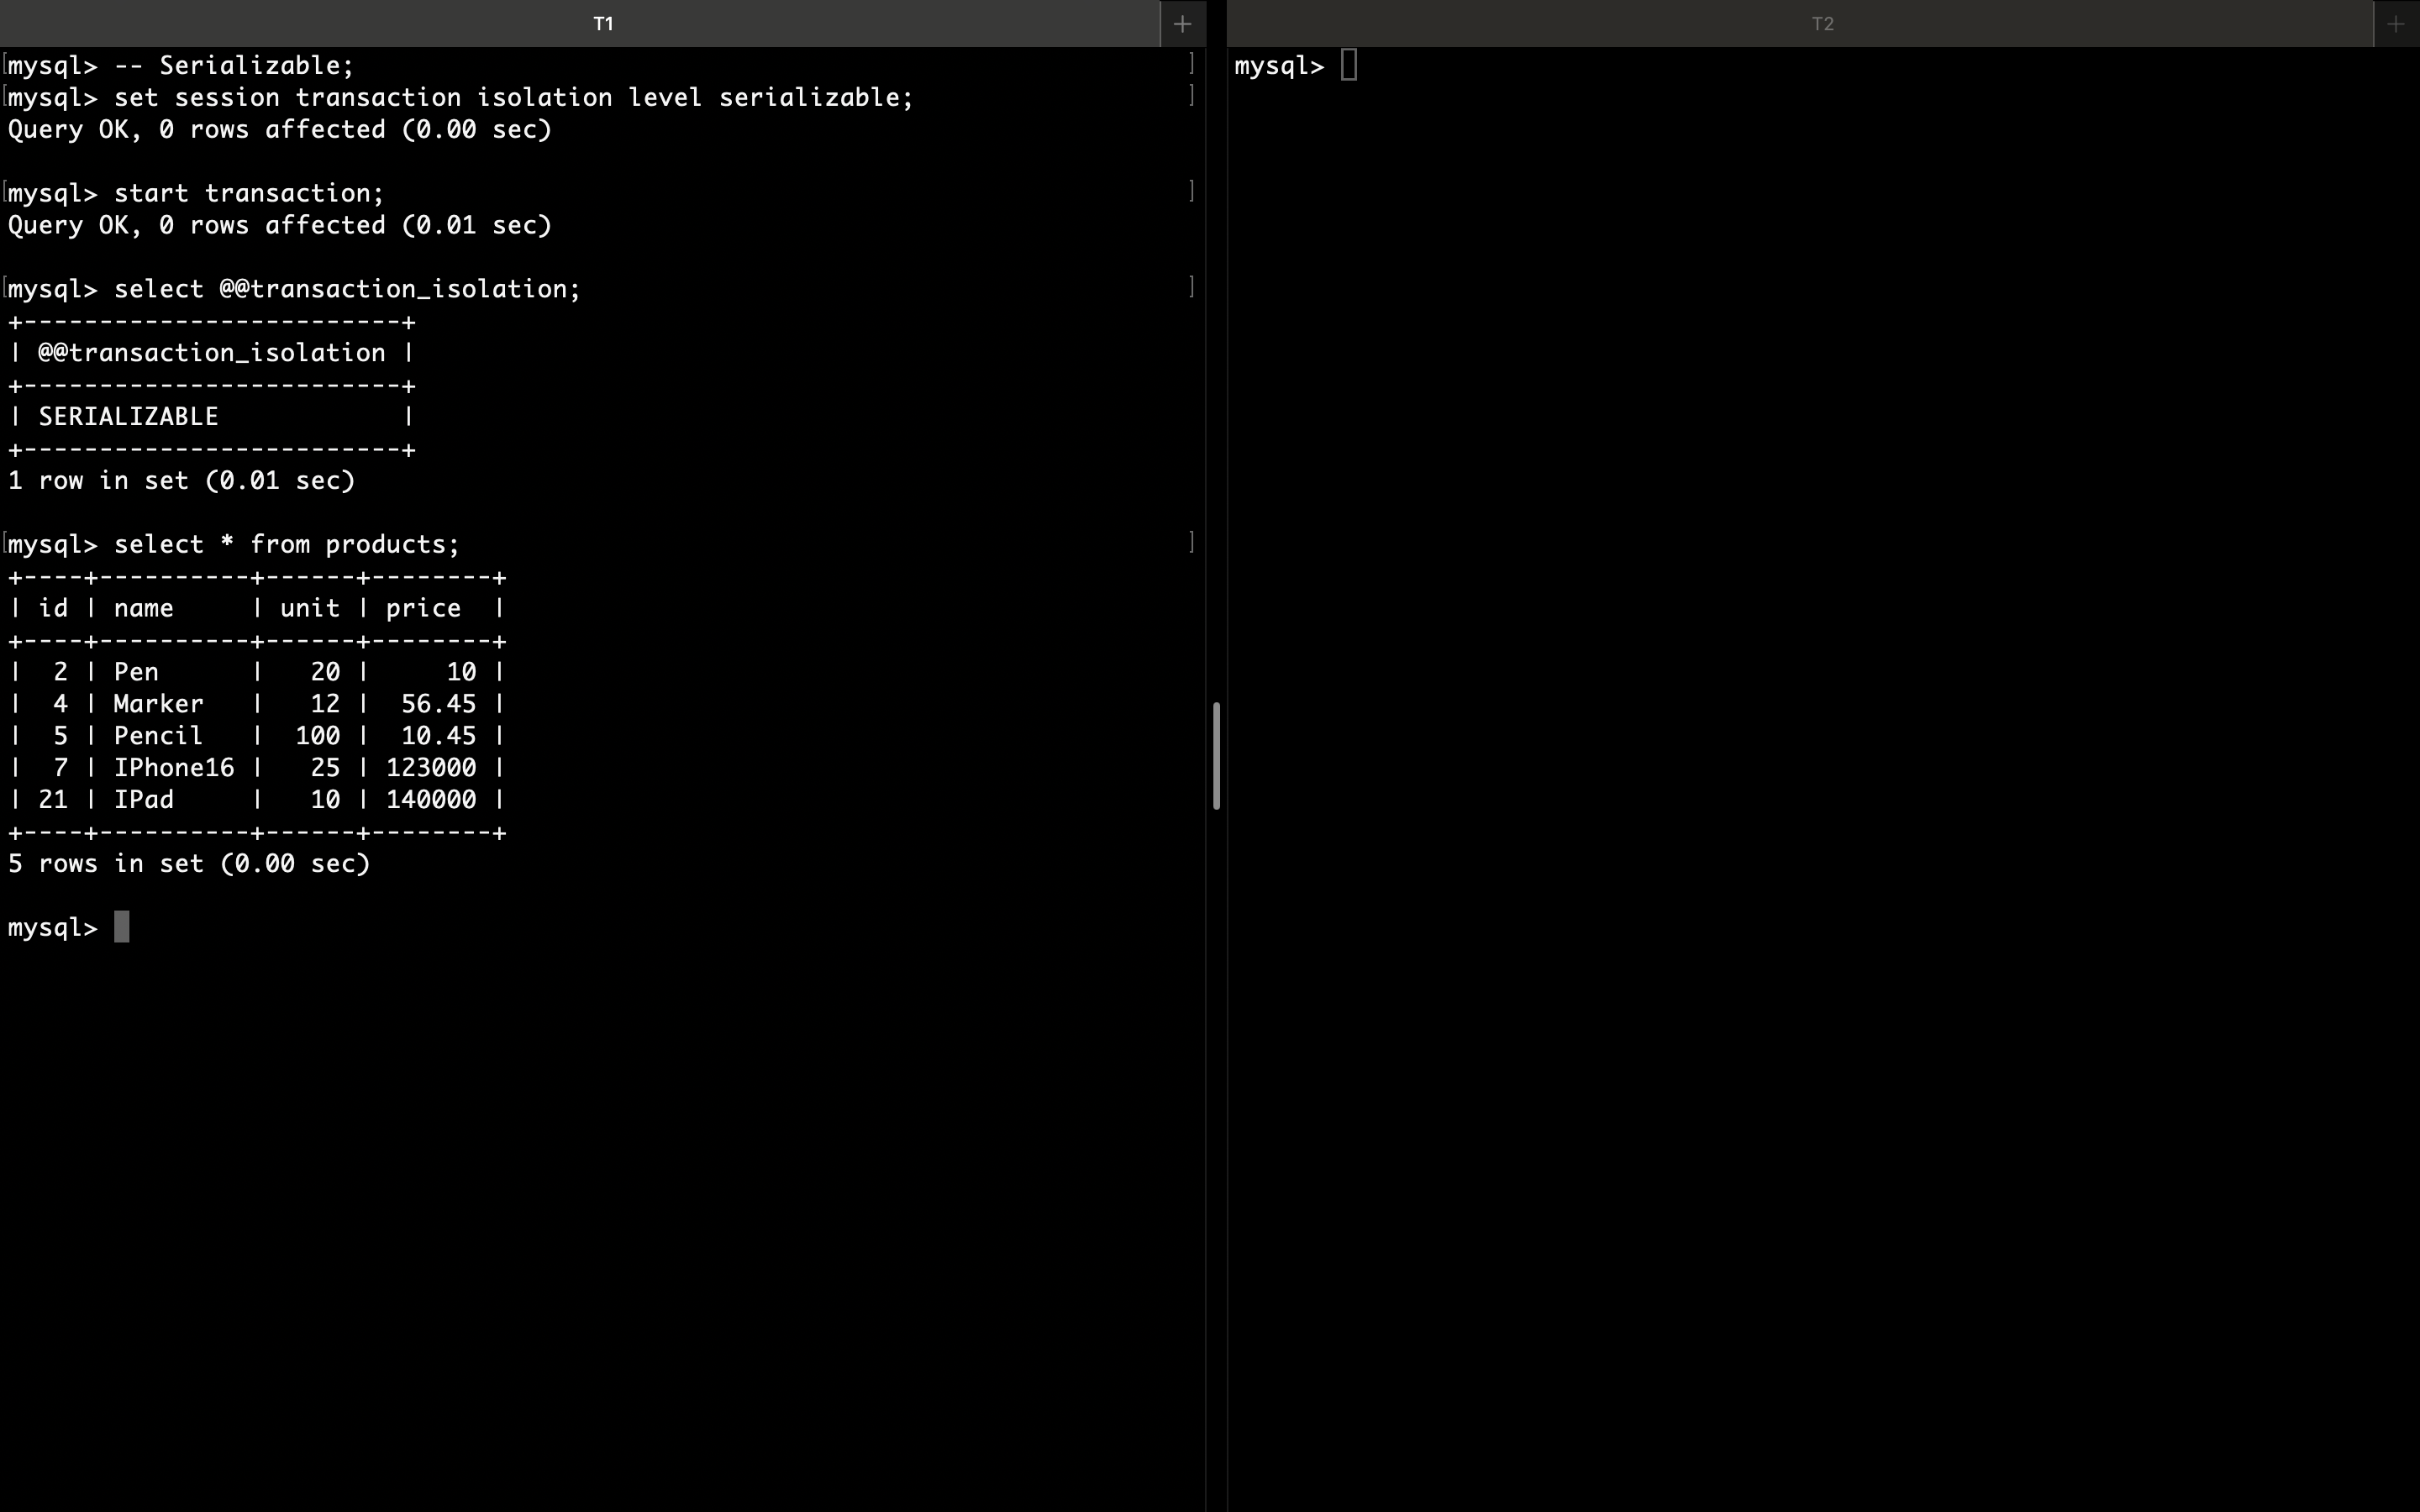 T1
mysql> -- Serializable;
mysql> set session transaction isolation level serializable;
Query OK, 0 rows affected (0.00 sec)
mysql> start transaction;
Query OK, 0 rows affected (0.01 sec)
mysql> select @@transaction_isolation;
+-------------------------+
| @@transaction_isolation |
+-------------------------+
| SERIALIZABLE            |
+-------------------------+
1 row in set (0.01 sec)
mysql> select * from products;
+----+----------+------+--------+
| id | name     | unit | price  |
+----+----------+------+--------+
|  2 | Pen      |   20 |     10 |
|  4 | Marker   |   12 |  56.45 |
|  5 | Pencil   |  100 |  10.45 |
|  7 | IPhone16 |   25 | 123000 |
| 21 | IPad     |   10 | 140000 |
+----+----------+------+--------+
5 rows in set (0.00 sec)
mysql>
T2
mysql>